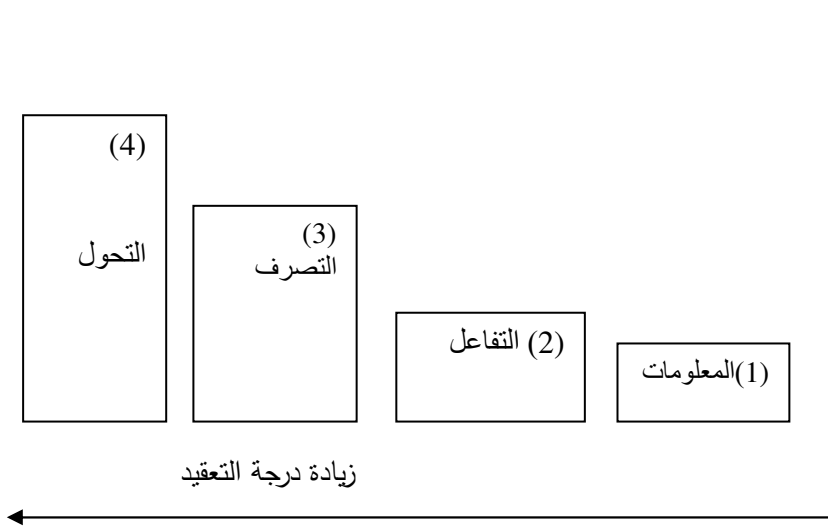 (1)المعلومات
(2) التفاعل
(3)
التصرف
(4)
التحول
زيادة درجة التعقيد